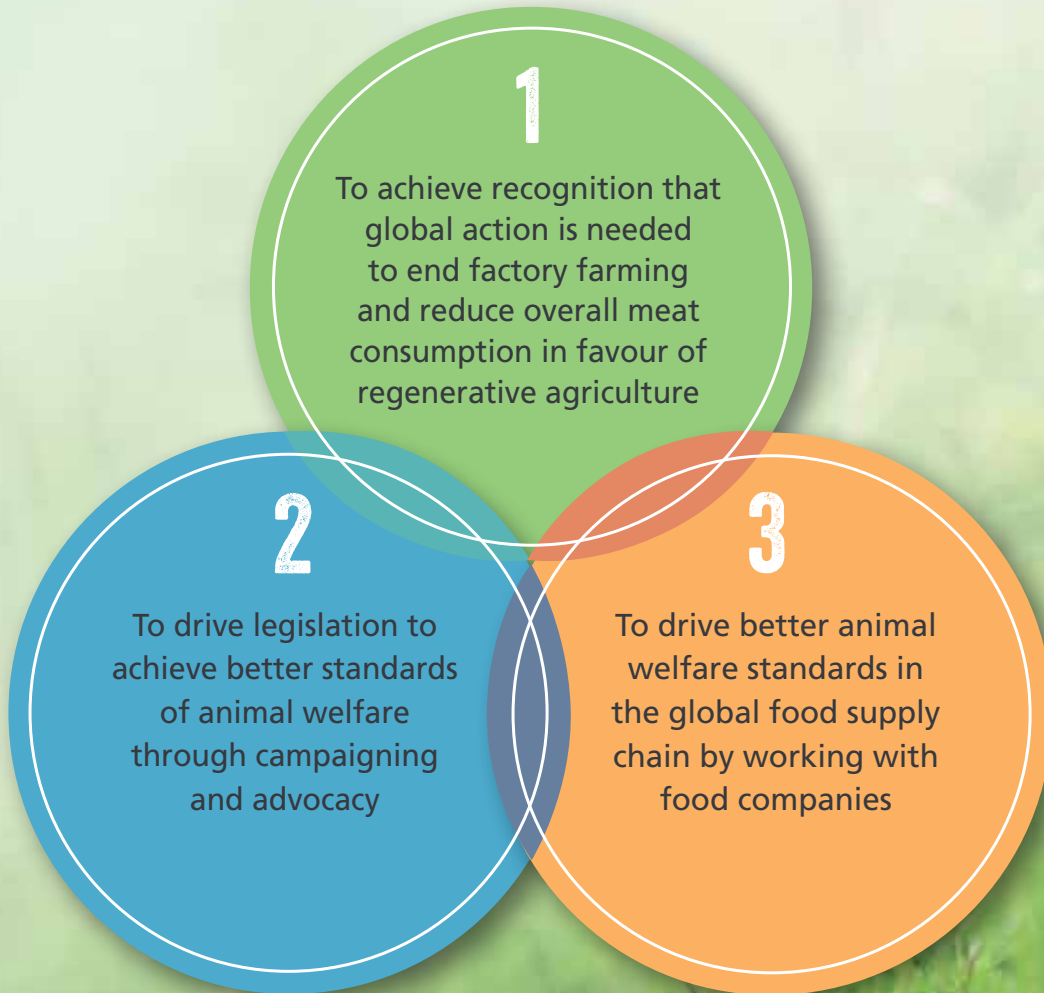 1
To achieve recognition that
global action is needed
to end factory farming
and reduce overall meat
consumption in favour of
regenerative agriculture
2
To drive legislation to
achieve better standards
of animal welfare
through campaigning
and advocacy
3
To drive better animal
welfare standards in
the global food supply
chain by working with
food companies